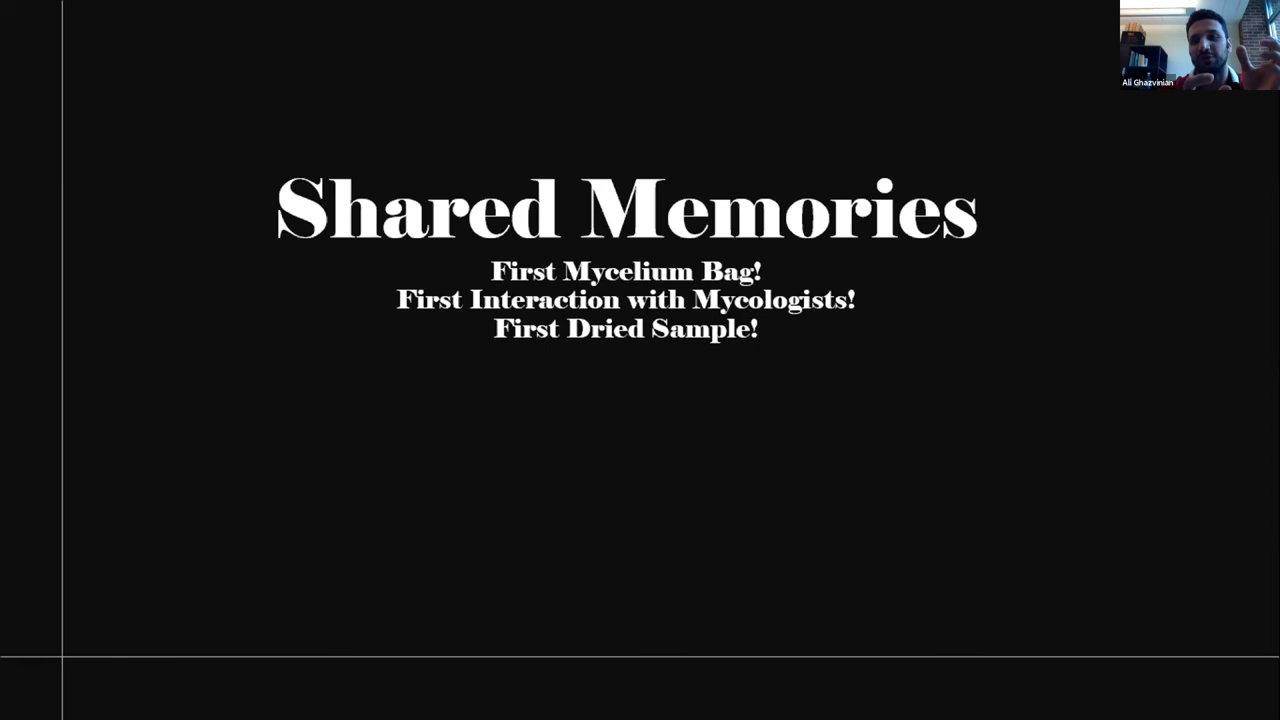 Ali Ghazvinian
Shared Memories
First Mycelium Bag!
First Interaction with Mycologists!
First Dried Sample!